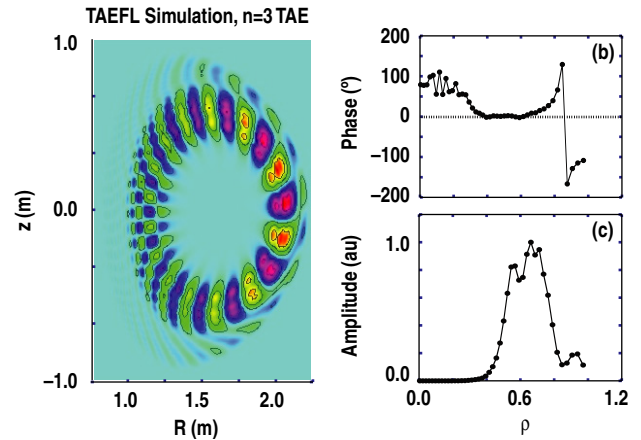 TAEFL Simulation, n=3 TAE
1.0
0.0
−1.0
z (m)
1.0
1.5
2.0
R (m)
(b)
200
100
0
−100
−200
Phase (°)
(c)
1.0
0.0
Amplitude (au)
0.0
0.6
1.2
ρ